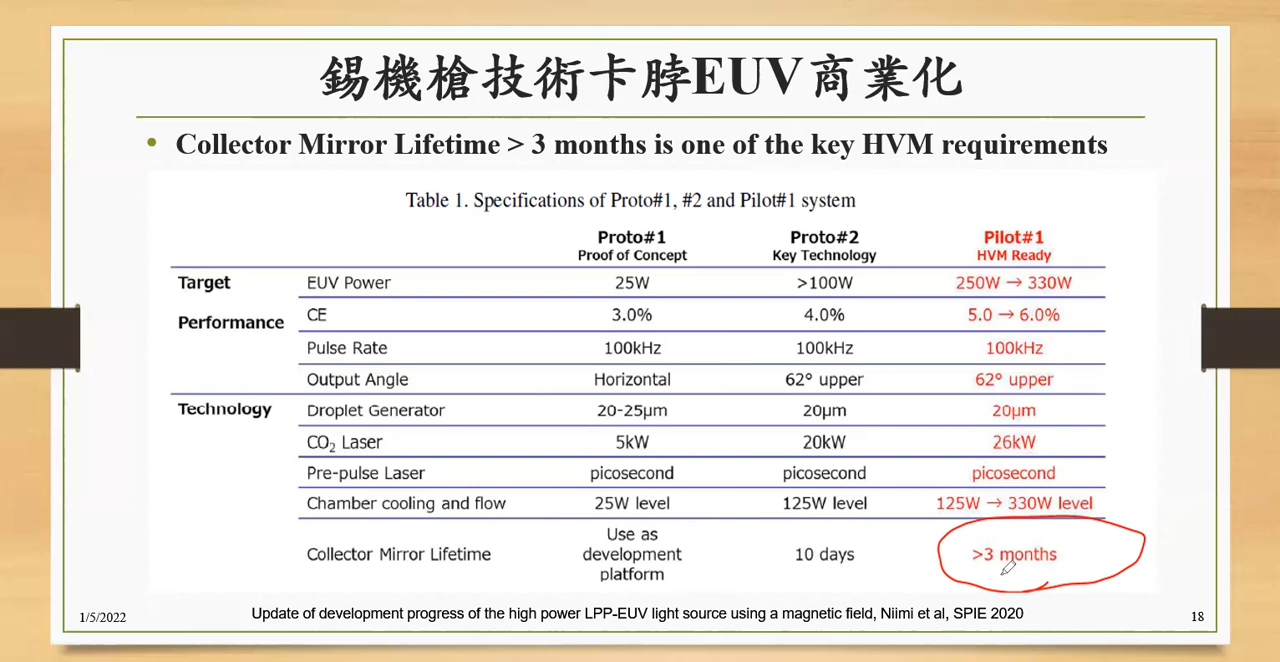 錫機槍技術卡脖EUV商業化
• Collector Mirror Lifetime > 3 months is one of the key HVM requirements
Table 1. Specifications of Proto#1, #2 and Pilot#1 system
Proto#1 Proto#2 Pilot#1
Proof of Concept Key Technology HVM Ready
Target EUV Power 25W >100W 250W → 330W
Performance CE 3.0% 4.0% 5.0 → 6.0%
Pulse Rate 100kHz 100kHz 100kHz
Output Angle Horizontal 62° upper 62° upper
Technology Droplet Generator 20-25μm 20μm 20μm
CO₂ Laser 5kW 20kW 26kW
Pre-pulse Laser picosecond picosecond picosecond
Chamber cooling and flow 25W level 125W level 125W → 330W level
Collector Mirror Lifetime Use as development platform 10 days >3 months
1/5/2022 Update of development progress of the high power LPP-EUV light source using a magnetic field, Niimi et al, SPIE 2020 18